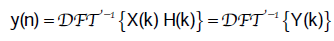 y(n) = 𝒟ℱ𝒯⁻¹{X(k) H(k)} = 𝒟ℱ𝒯⁻¹{Y(k)}